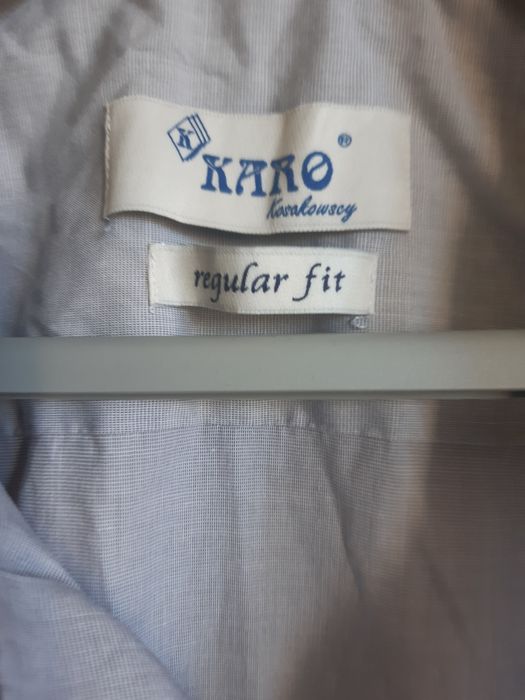 K
KARO®
Kosakowscy
regular fit